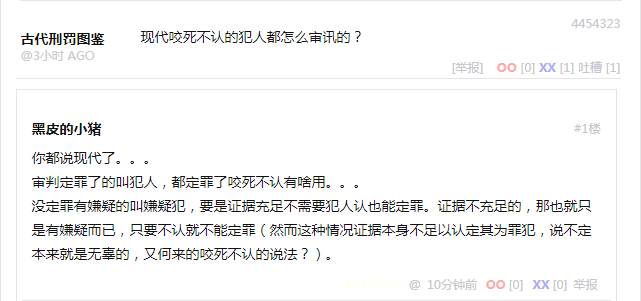 4454323
古代刑罚图鉴
现代咬死不认的犯人都怎么审讯的？
@3小时 AGO
[举报] OO [0] XX [1] 吐槽 [1]
黑皮的小猪
#1楼
你都说现代了。。。
审判定罪了的叫犯人，都定罪了咬死不认有啥用。。。
没定罪有嫌疑的叫嫌疑犯，要是证据充足不需要犯人认也能定罪。证据不充足的，那也就只
是有嫌疑而已，只要不认就不能定罪（然而这种情况证据本身不足以认定其为罪犯，说不定
本来就是无辜的，又何来的咬死不认的说法？）。
@ 10分钟前 OO [0] XX [0] 举报